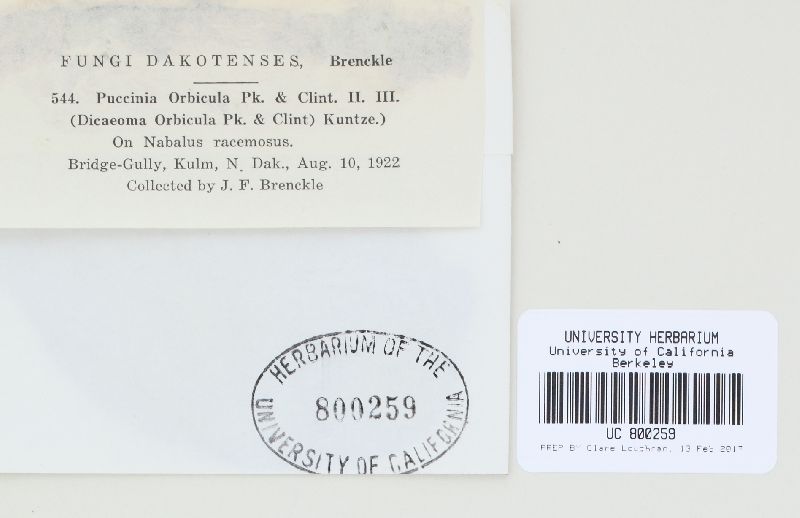 FUNGI DAKOTENSES, Brenckle
544. Puccinia Orbicula Pk. & Clint. II. III.
(Dicaeoma Orbicula Pk. & Clint) Kuntze.)
On Nabalus racemosus.
Bridge-Gully, Kulm, N. Dak., Aug. 10, 1922
Collected by J. F. Brenckle
HERBARIUM OF THE
800259
UNIVERSITY OF CALIFORNIA
UNIVERSITY HERBARIUM
University of California
Berkeley
UC 800259
PREP BY Clare Loughran, 13 Feb 2017